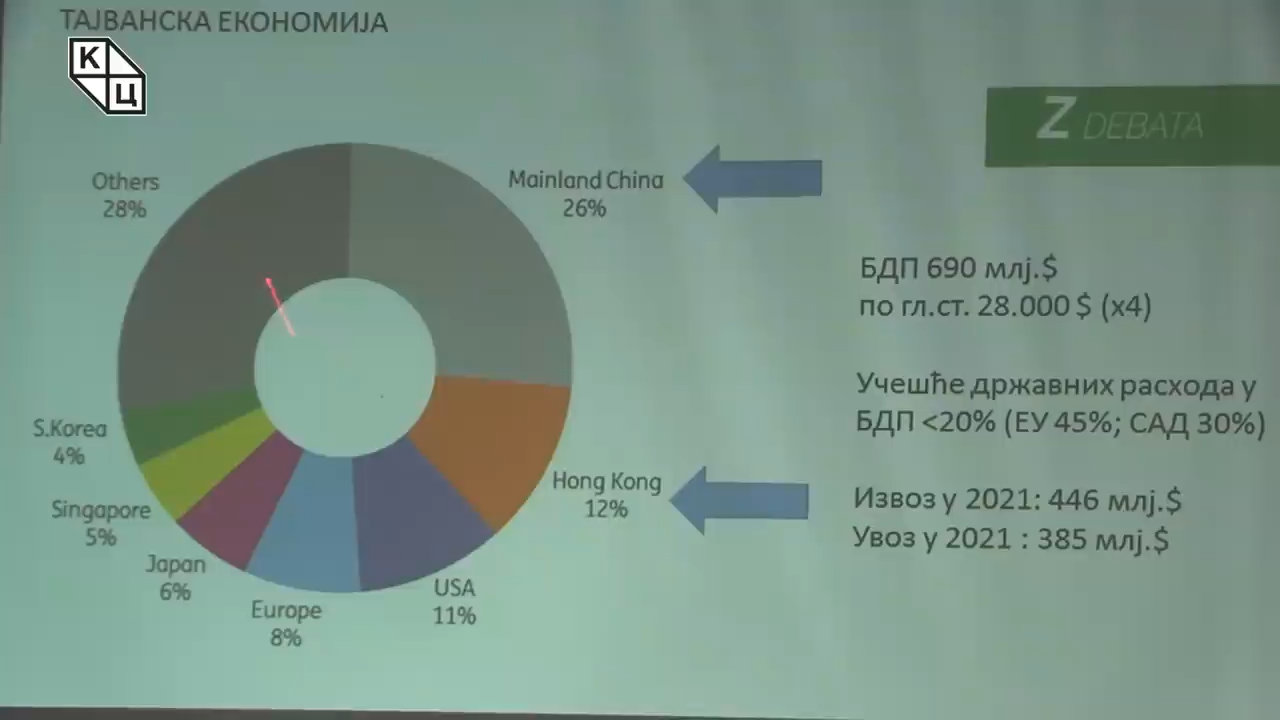 ТАЈВАНСКА ЕКОНОМИЈА
К
Ц
Z DEBATA
Others
28%
Mainland China
26%
Hong Kong
12%
USA
11%
Europe
8%
Japan
6%
Singapore
5%
S.Korea
4%
БДП 690 млј.$
по гл.ст. 28.000 $ (x4)
Учешће државних расхода у
БДП <20% (ЕУ 45%; САД 30%)
Извоз у 2021: 446 млј.$
Увоз у 2021 : 385 млј.$